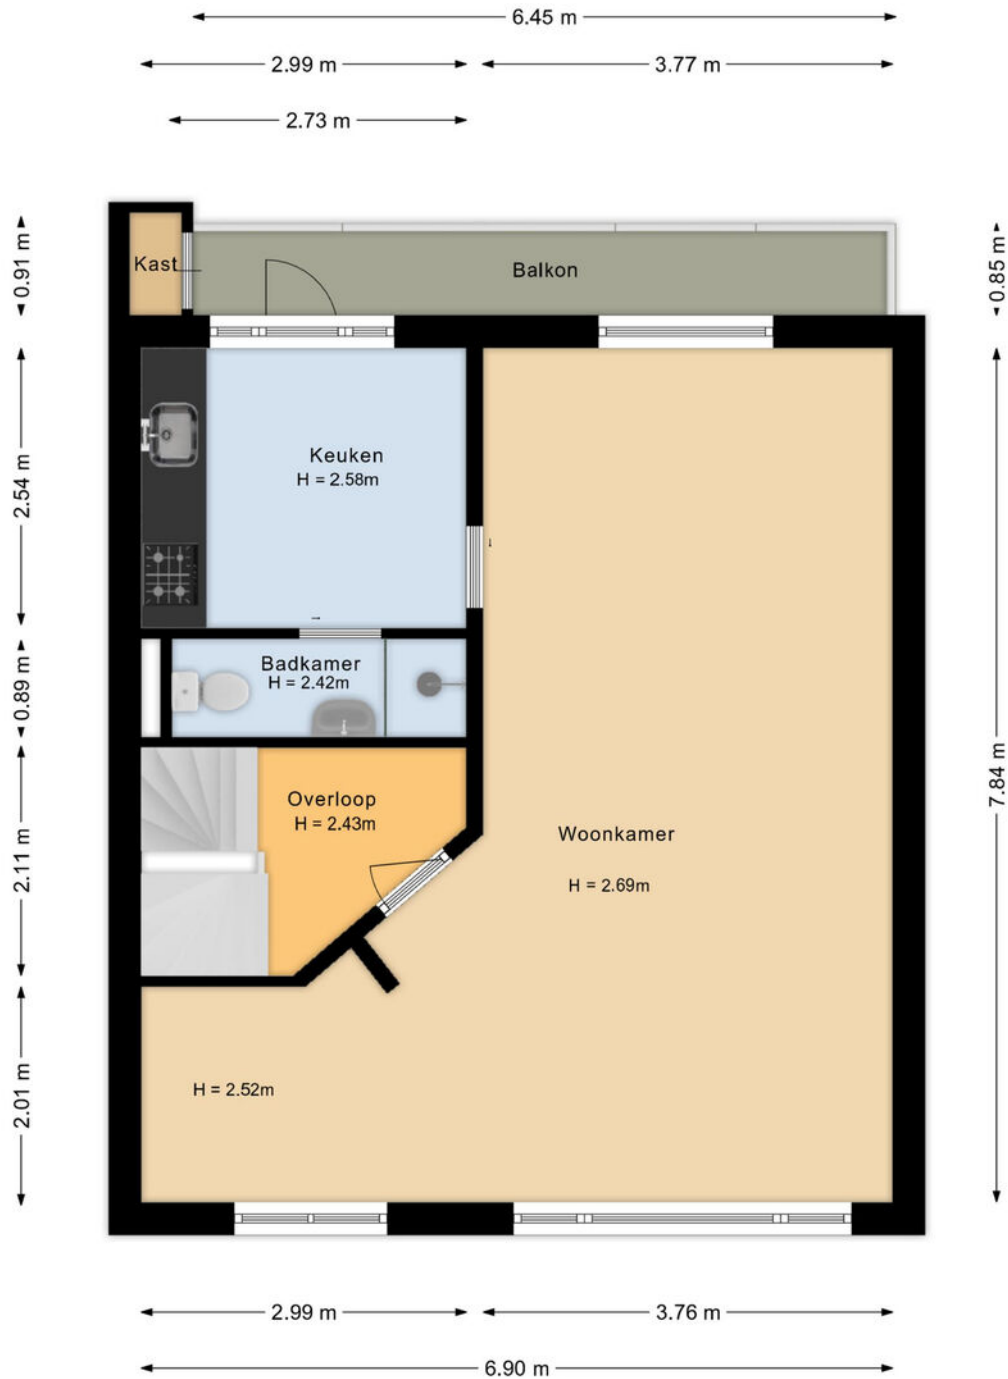 6.45 m
2.99 m
3.77 m
2.73 m
0.91 m
0.85 m
Kast
Balkon
2.54 m
Keuken
H = 2.58m
0.89 m
Badkamer
H = 2.42m
7.84 m
2.11 m
Overloop
H = 2.43m
Woonkamer
H = 2.69m
2.01 m
H = 2.52m
2.99 m
3.76 m
6.90 m